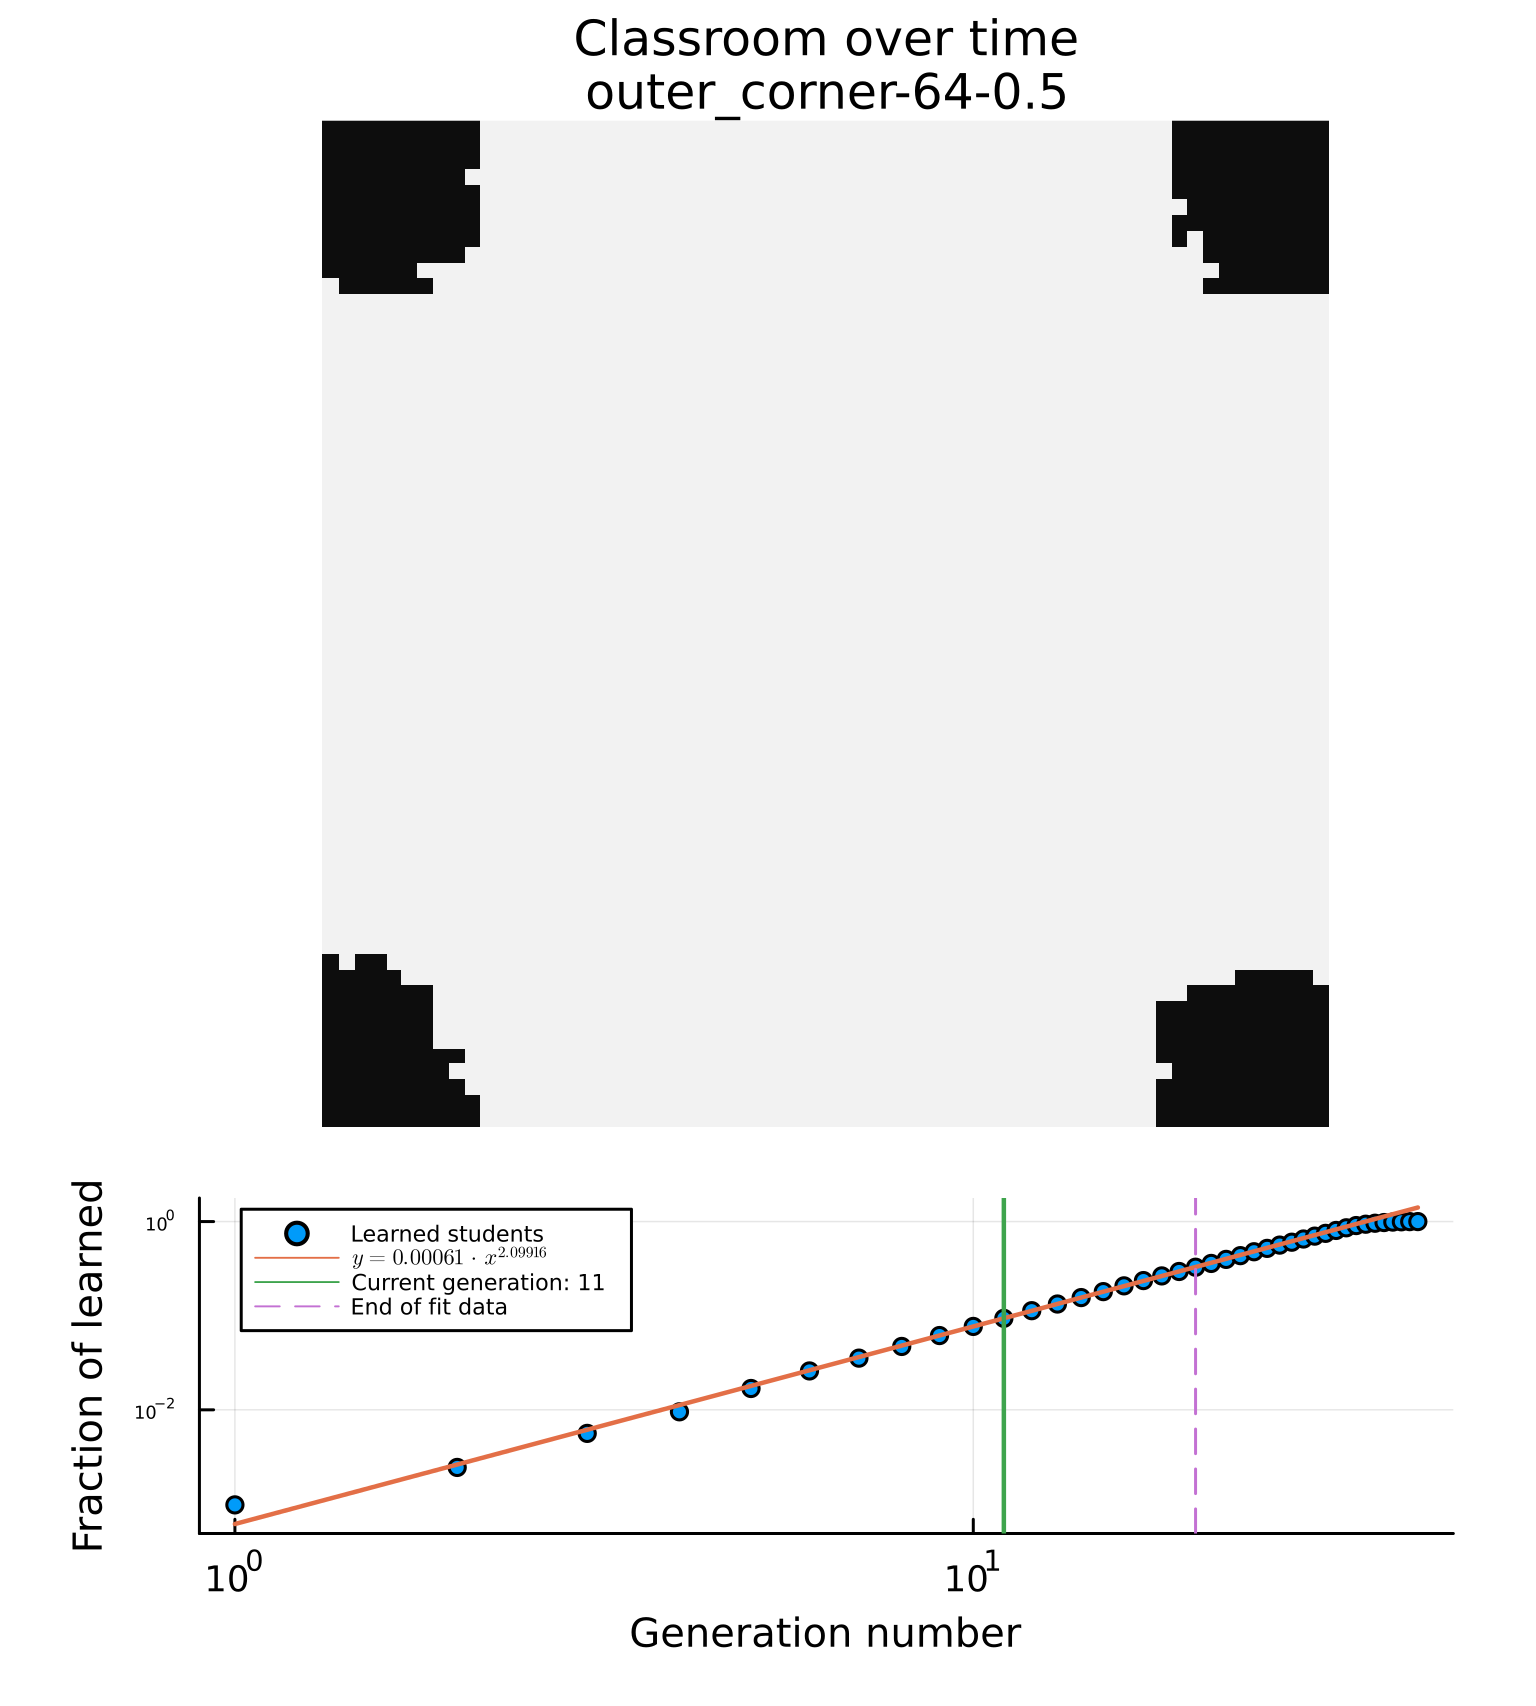 Classroom over time
outer_corner-64-0.5
Fraction of learned
10^0
10^-2
Learned students
y = 0.00061 · x^2.09916
Current generation: 11
End of fit data
10^0
10^1
Generation number